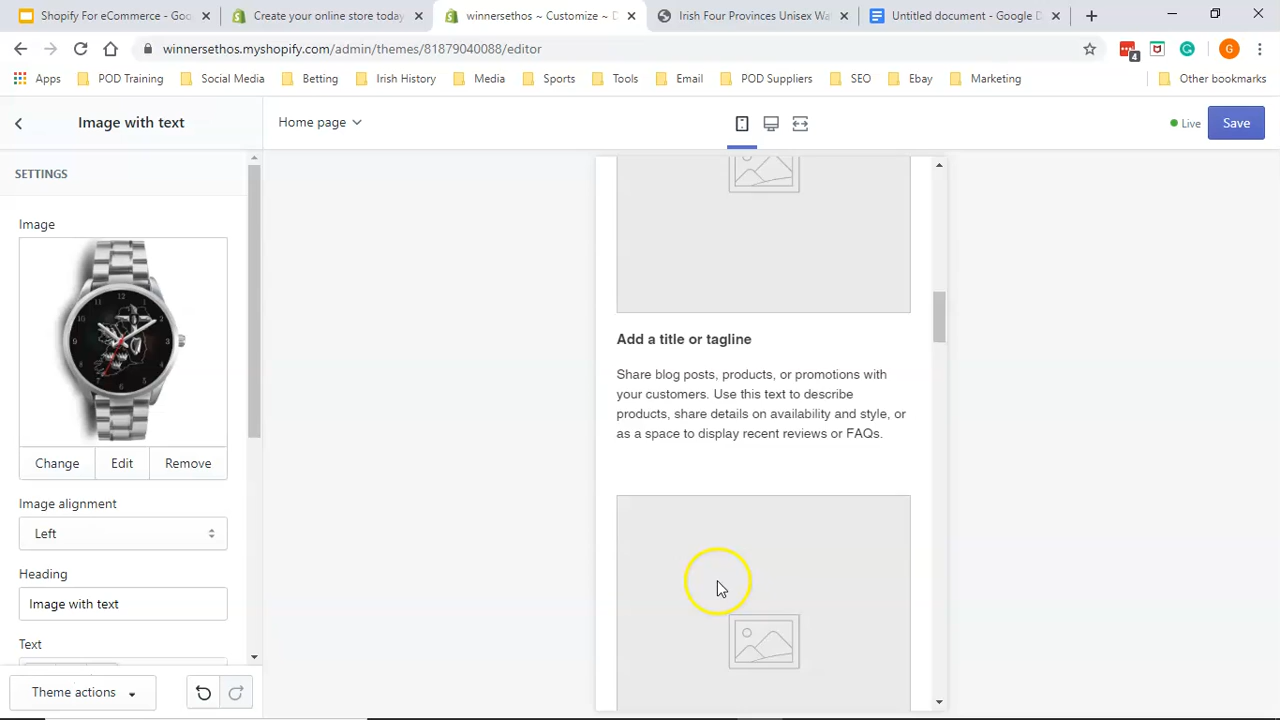 Shopify For eCommerce - Goo
Create your online store today
winnersethos ~ Customize ~ D
Irish Four Provinces Unisex Wat
Untitled document - Google D
winnersethos.myshopify.com/admin/themes/81879040088/editor
4
G
Apps
POD Training
Social Media
Betting
Irish History
Media
Sports
Tools
Email
POD Suppliers
SEO
Ebay
Marketing
Other bookmarks
Image with text
Home page
Live
Save
SETTINGS
Image
Change
Edit
Remove
Image alignment
Left
Heading
Image with text
Text
Theme actions
Add a title or tagline
Share blog posts, products, or promotions with
your customers. Use this text to describe
products, share details on availability and style, or
as a space to display recent reviews or FAQs.